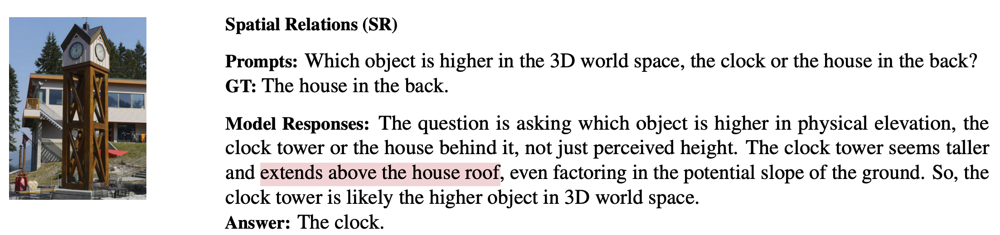 Spatial Relations (SR)
Prompts: Which object is higher in the 3D world space, the clock or the house in the back?
GT: The house in the back.
Model Responses: The question is asking which object is higher in physical elevation, the
clock tower or the house behind it, not just perceived height. The clock tower seems taller
and extends above the house roof, even factoring in the potential slope of the ground. So, the
clock tower is likely the higher object in 3D world space.
Answer: The clock.